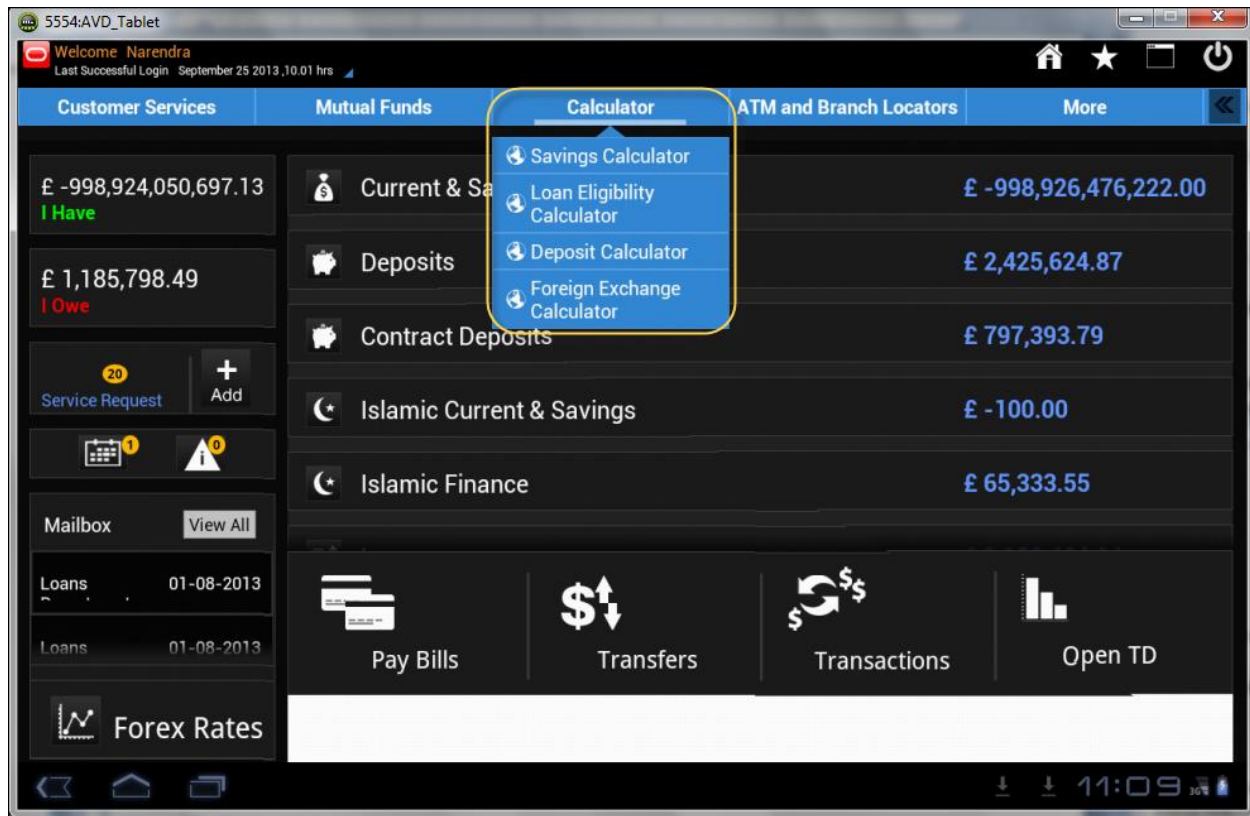 5554:AVD_Tablet
Welcome Narendra
Last Successful Login September 25 2013 ,10.01 hrs
Customer Services
Mutual Funds
Calculator
ATM and Branch Locators
More
Savings Calculator
Loan Eligibility
Calculator
Deposit Calculator
Foreign Exchange
Calculator
£ -998,924,050,697.13
I Have
£ 1,185,798.49
I Owe
20
Service Request
+
Add
1
0
Mailbox
View All
Loans 01-08-2013
Loans 01-08-2013
Forex Rates
Current & Sa
£ -998,926,476,222.00
Deposits
£ 2,425,624.87
Contract Deposits
£ 797,393.79
Islamic Current & Savings
£ -100.00
Islamic Finance
£ 65,333.55
Pay Bills
Transfers
Transactions
Open TD
11:09
3G